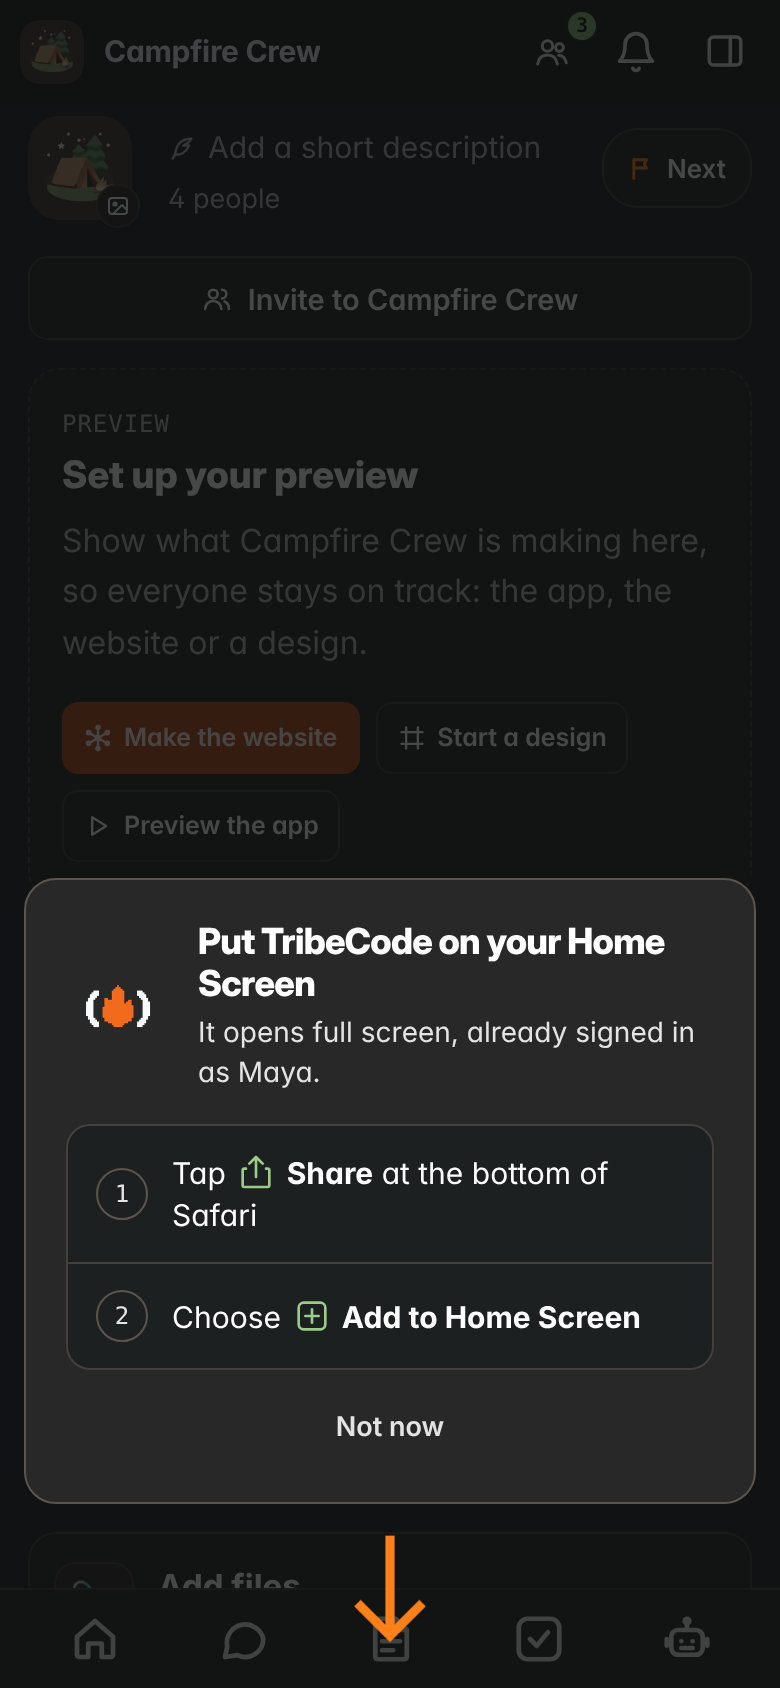 Campfire Crew
3
Add a short description
4 people
Next
Invite to Campfire Crew
PREVIEW
Set up your preview
Show what Campfire Crew is making here,
so everyone stays on track: the app, the
website or a design.
Make the website
Start a design
Preview the app
Put TribeCode on your Home
Screen
It opens full screen, already signed in
as Maya.
1
Tap Share at the bottom of
Safari
2
Choose Add to Home Screen
Not now
Add files